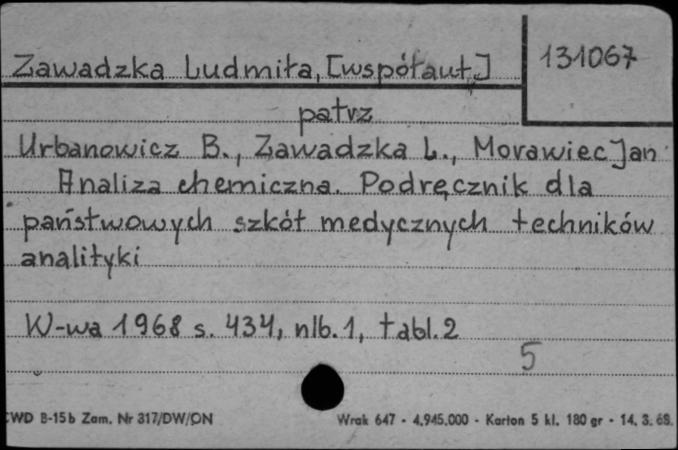 Zawadzka Ludmiła, [współaut.]
131067
patrz
Urbanowicz B., Zawadzka L., Morawiec Jan
Analiza chemiczna. Podręcznik dla
państwowych szkół medycznych techników
analityki
W-wa 1968 s. 434, nlb. 1, tabl. 2
5
CWD B-15b Zam. Nr 317/DW/ON Wrak 647 - 4.945.000 - Karton 5 kl. 180 gr - 14. 3. 68.